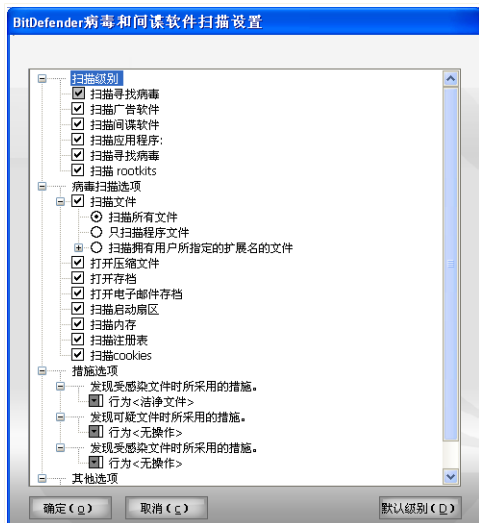 BitDefender病毒和间谍软件扫描设置
扫描级别
扫描寻找病毒
扫描广告软件
扫描间谍软件
扫描应用程序:
扫描寻找病毒
扫描 rootkits
病毒扫描选项
扫描文件
扫描所有文件
只扫描程序文件
扫描拥有用户所指定的扩展名的文件
打开压缩文件
打开存档
打开电子邮件存档
扫描启动扇区
扫描内存
扫描注册表
扫描cookies
措施选项
发现受感染文件时所采用的措施。
行为<洁净文件>
发现可疑文件时所采用的措施。
行为<无操作>
发现受感染文件时所采用的措施。
行为<无操作>
其他选项
确定(o) 取消(c) 默认级别(D)